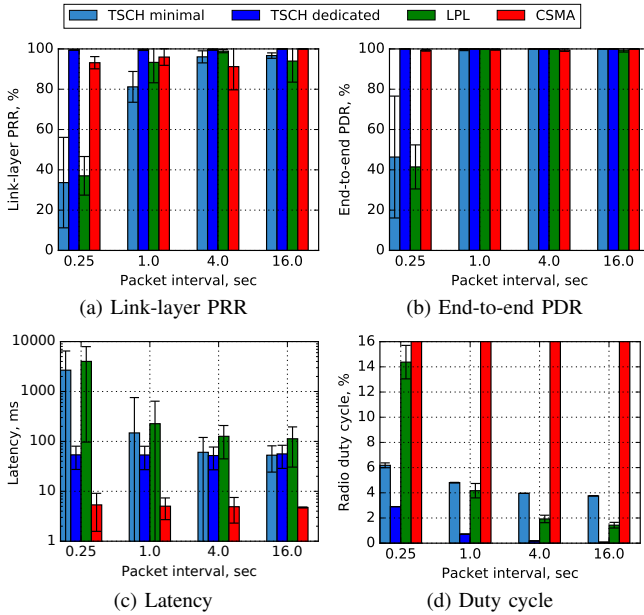 TSCH minimal TSCH dedicated LPL CSMA
100
80
60
40
20
0
Link-layer PRR, %
0.25 1.0 4.0 16.0
Packet interval, sec
(a) Link-layer PRR
100
80
60
40
20
0
End-to-end PDR, %
0.25 1.0 4.0 16.0
Packet interval, sec
(b) End-to-end PDR
10000
1000
100
10
1
Latency, ms
0.25 1.0 4.0 16.0
Packet interval, sec
(c) Latency
16
14
12
10
8
6
4
2
0
Radio duty cycle, %
0.25 1.0 4.0 16.0
Packet interval, sec
(d) Duty cycle